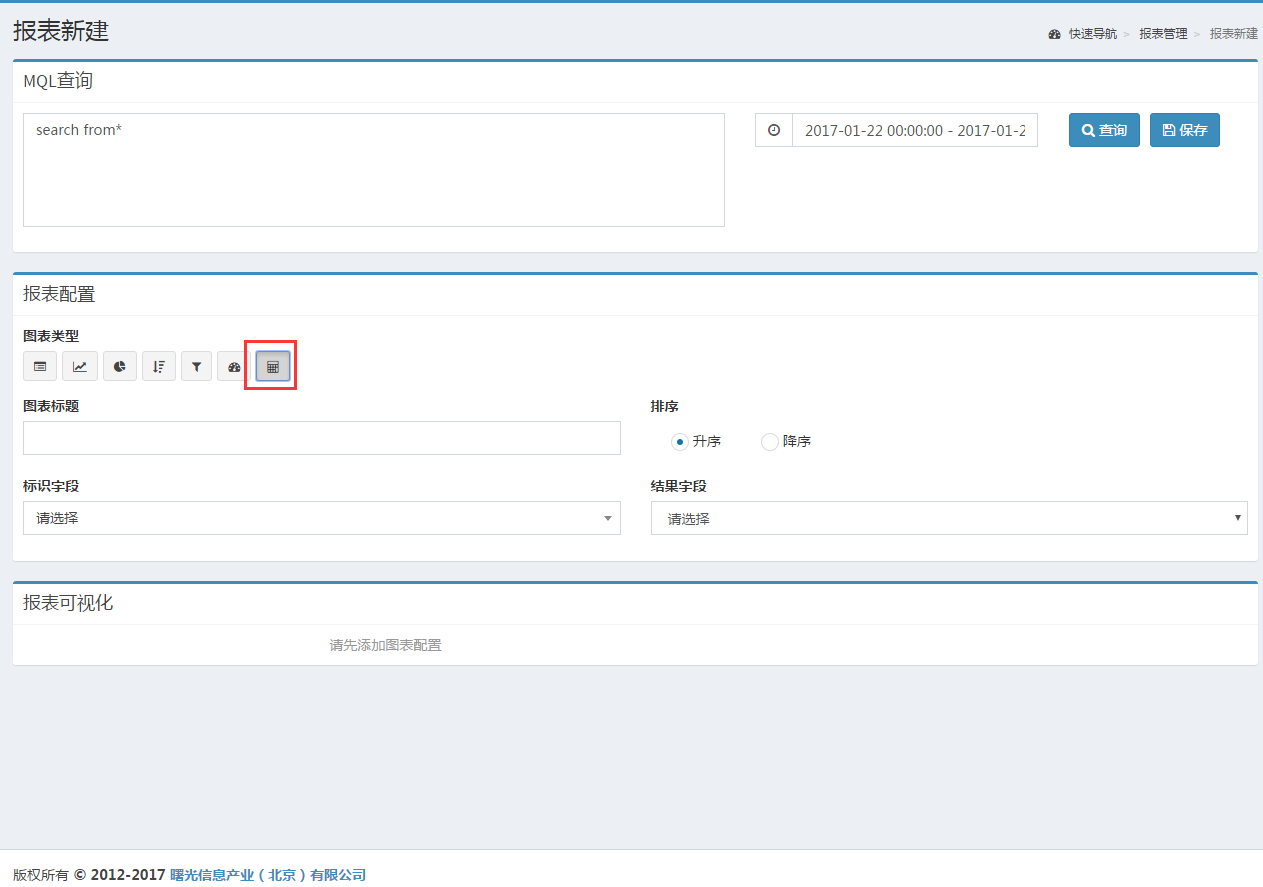 报表新建
快速导航 > 报表管理 > 报表新建
MQL查询
search from*
2017-01-22 00:00:00 - 2017-01-2
查询
保存
报表配置
图表类型
图表标题
排序
升序
降序
标识字段
结果字段
请选择
请选择
报表可视化
请先添加图表配置
版权所有 © 2012-2017 曙光信息产业（北京）有限公司